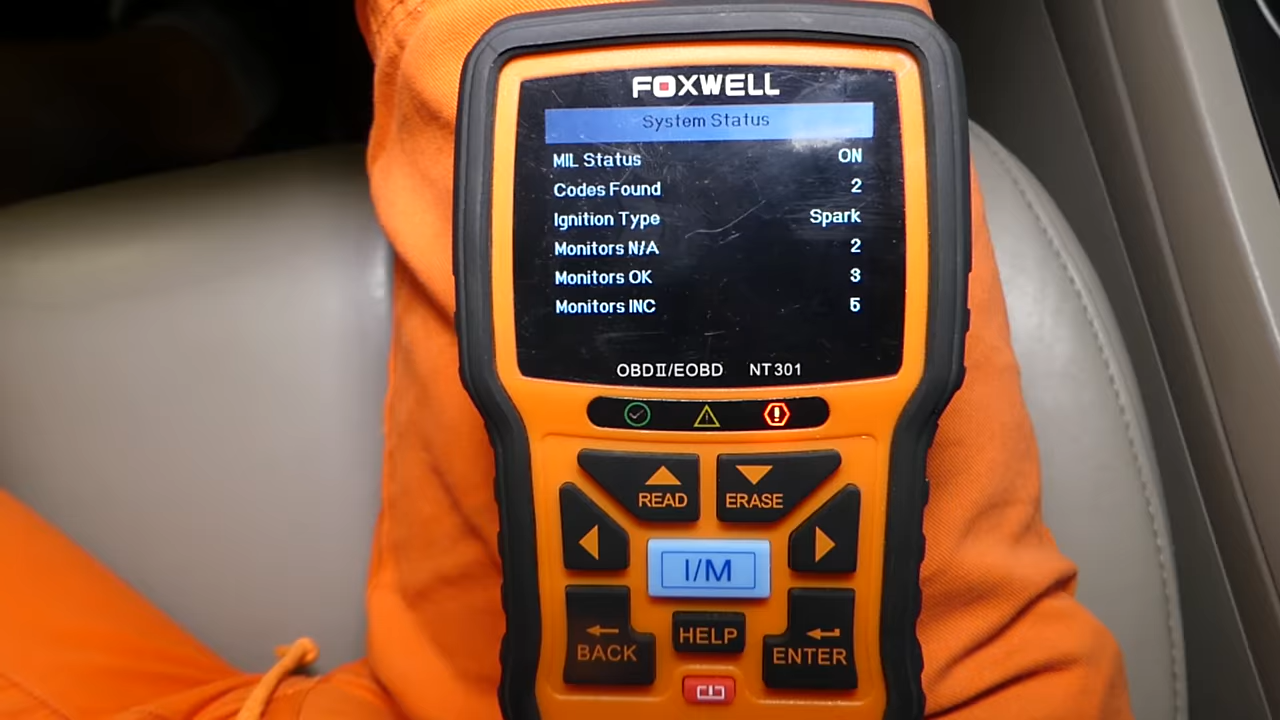 FOXWELL
System Status
MIL Status ON
Codes Found 2
Ignition Type Spark
Monitors N/A 2
Monitors OK 3
Monitors INC 5
OBDII/EOBD NT301
READ ERASE
I/M
BACK HELP ENTER